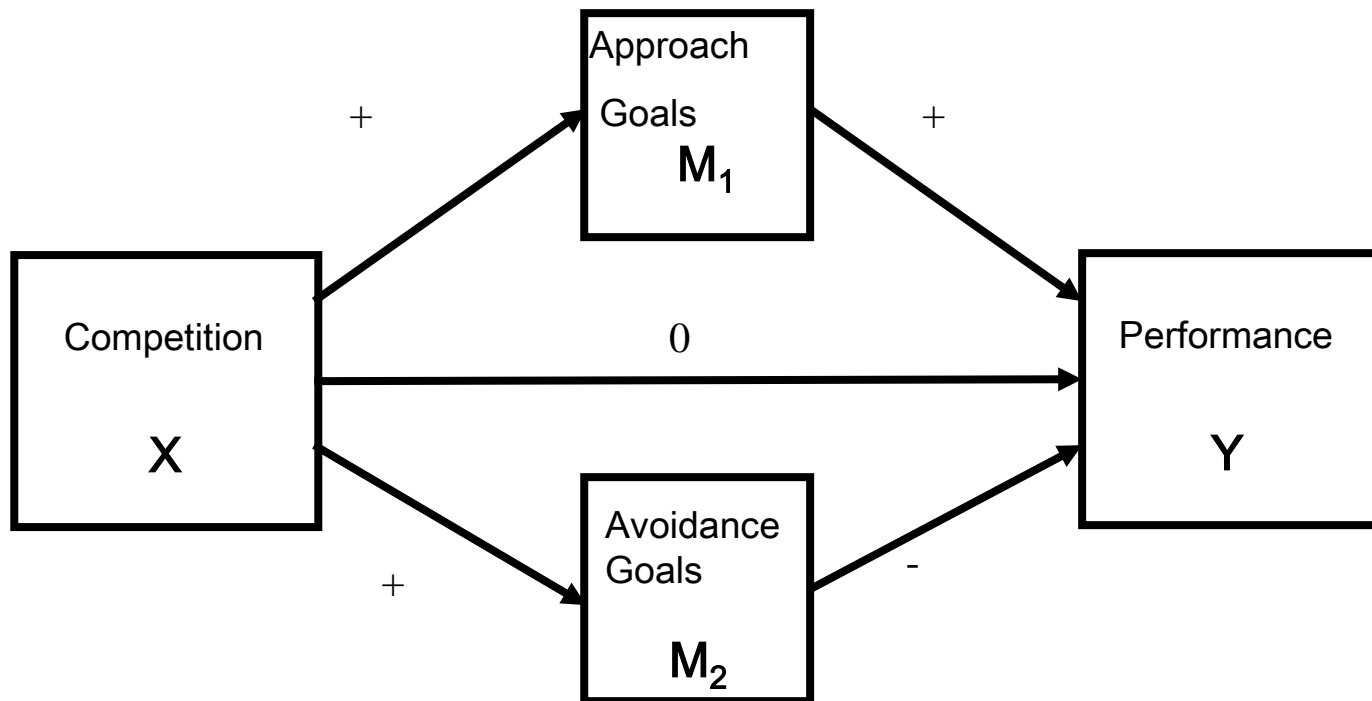 Approach
Goals
M₁
+
+
Competition
X
0
Performance
Y
Avoidance
Goals
M₂
+
-